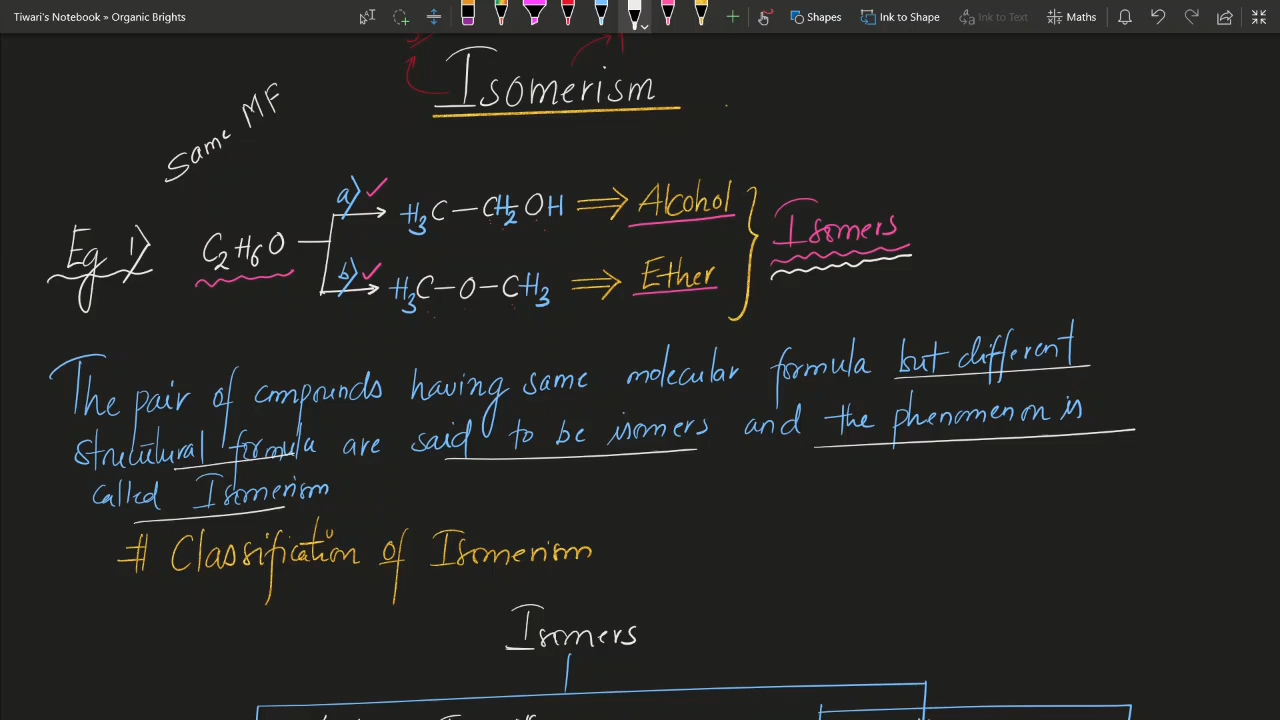 Tiwari's Notebook » Organic Brights
Shapes
Ink to Shape
Ink to Text
Maths
Isomerism
Same MF
Eg 1) C2H6O
a) H3C — CH2 — OH ⟹ Alcohol
b) H3C — O — CH3 ⟹ Ether
} Isomers
The pair of compounds having same molecular formula but different
structural formula are said to be isomers and the phenomenon is
called Isomerism
# Classification of Isomerism
Isomers